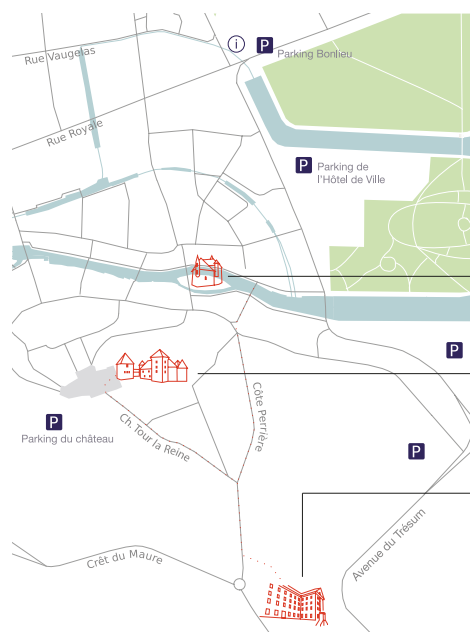 Rue Vaugelas
i
P
Parking Bonlieu
Rue Royale
P
Parking de
l'Hôtel de Ville
P
P
Parking du château
Côte Perrière
Ch. Tour la Reine
P
Avenue du Trésum
Crêt du Maure